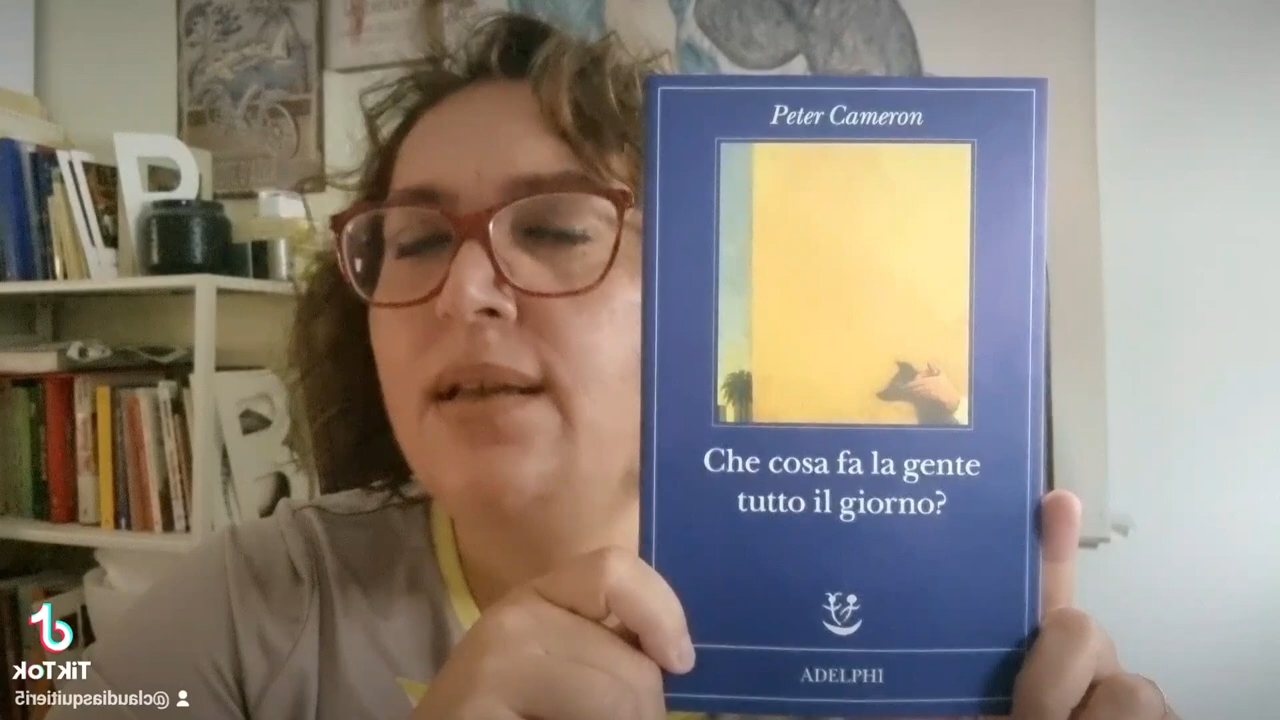 Peter Cameron
Che cosa fa la gente
tutto il giorno?
ADELPHI
TikTok
@claudiasquitieri5